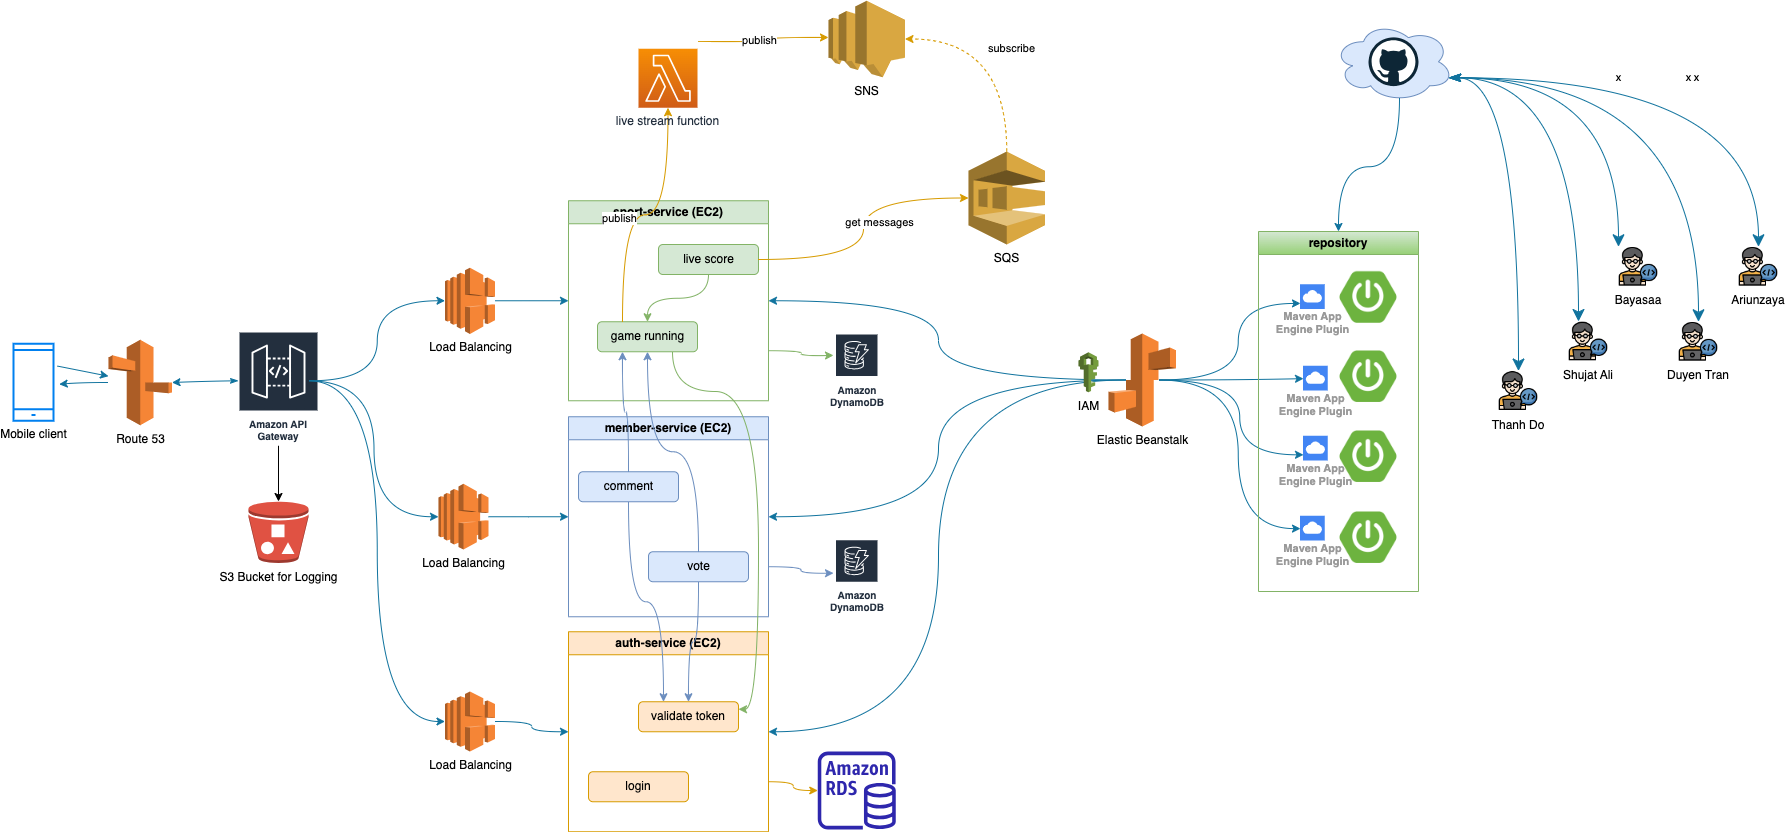 publish
SNS
subscribe
live stream function
x
x x
sport-service (EC2)
publish
get messages
SQS
live score
game running
Load Balancing
Amazon
DynamoDB
Mobile client
Route 53
Amazon API
Gateway
S3 Bucket for Logging
member-service (EC2)
comment
vote
Load Balancing
Amazon
DynamoDB
auth-service (EC2)
validate token
login
Load Balancing
Amazon
RDS
IAM
Elastic Beanstalk
repository
Maven App
Engine Plugin
Maven App
Engine Plugin
Maven App
Engine Plugin
Maven App
Engine Plugin
Bayasaa
Ariunzaya
Shujat Ali
Duyen Tran
Thanh Do